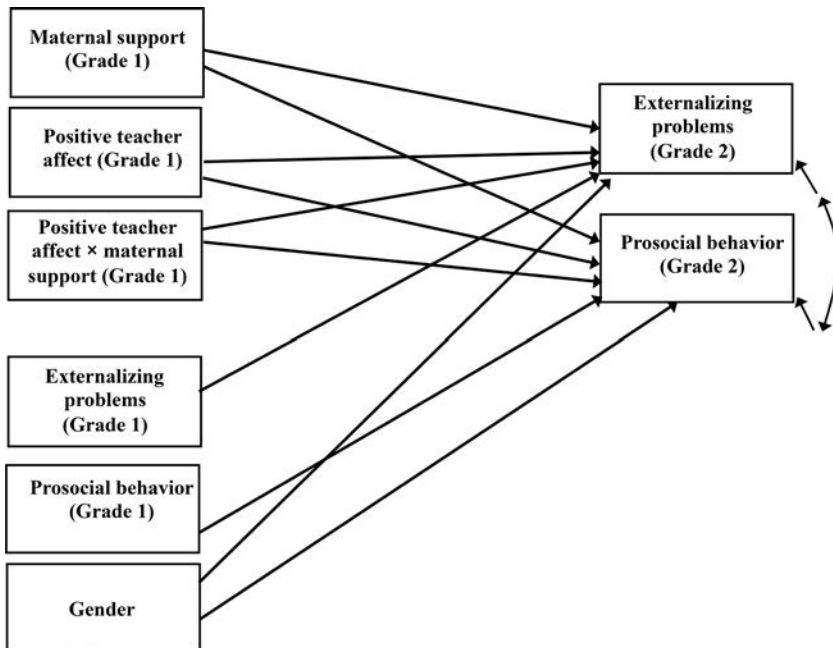 Maternal support
(Grade 1)
Positive teacher
affect (Grade 1)
Positive teacher
affect × maternal
support (Grade 1)
Externalizing
problems
(Grade 1)
Prosocial behavior
(Grade 1)
Gender
Externalizing
problems
(Grade 2)
Prosocial behavior
(Grade 2)